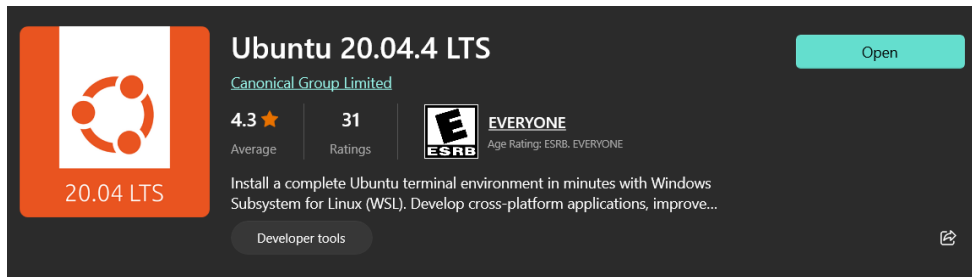 Ubuntu 20.04.4 LTS
Open
Canonical Group Limited
4.3
31
Average
Ratings
E
ESRB
EVERYONE
Age Rating: ESRB. EVERYONE
20.04 LTS
Install a complete Ubuntu terminal environment in minutes with Windows
Subsystem for Linux (WSL). Develop cross-platform applications, improve...
Developer tools